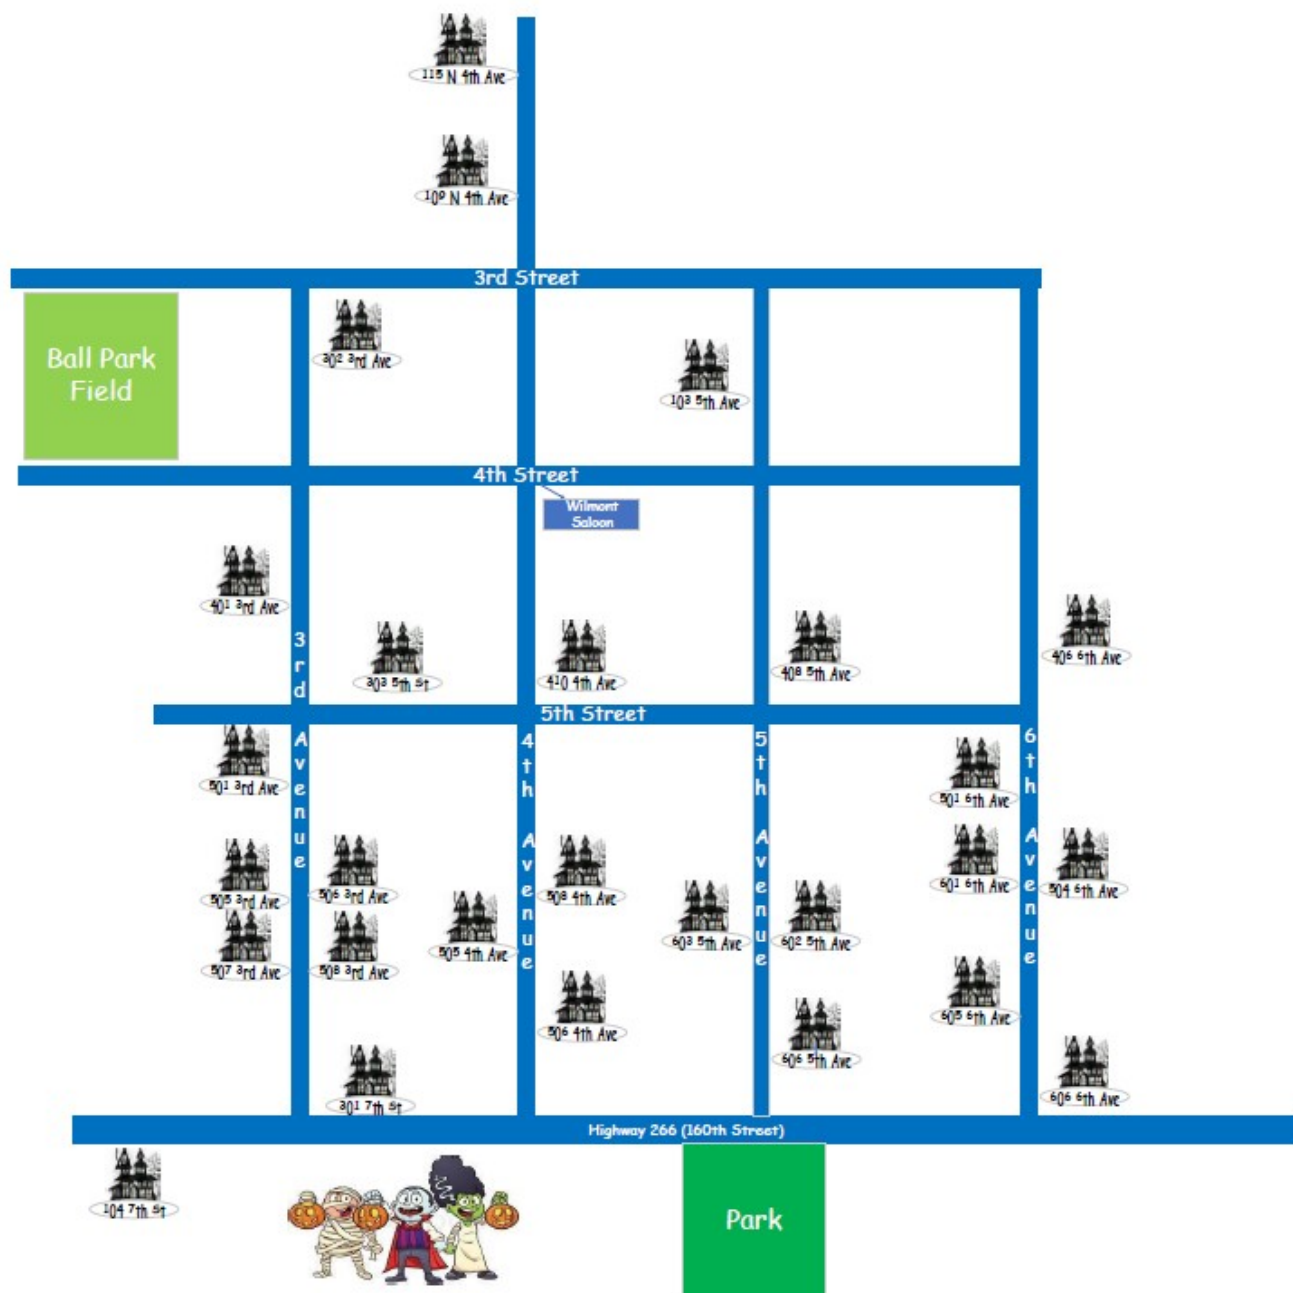 115 N 4th Ave
109 N 4th Ave
3rd Street
Ball Park
Field
302 3rd Ave
103 5th Ave
4th Street
Wilmont
Saloon
401 3rd Ave
3rd Avenue
303 5th St
410 4th Ave
408 5th Ave
406 6th Ave
5th Street
501 3rd Ave
4th Avenue
5th Avenue
6th Avenue
501 6th Ave
505 3rd Ave
506 3rd Ave
508 4th Ave
601 6th Ave
504 6th Ave
507 3rd Ave
508 3rd Ave
505 4th Ave
603 5th Ave
602 5th Ave
506 4th Ave
605 6th Ave
606 5th Ave
606 6th Ave
301 7th St
Highway 266 (160th Street)
104 7th St
Park